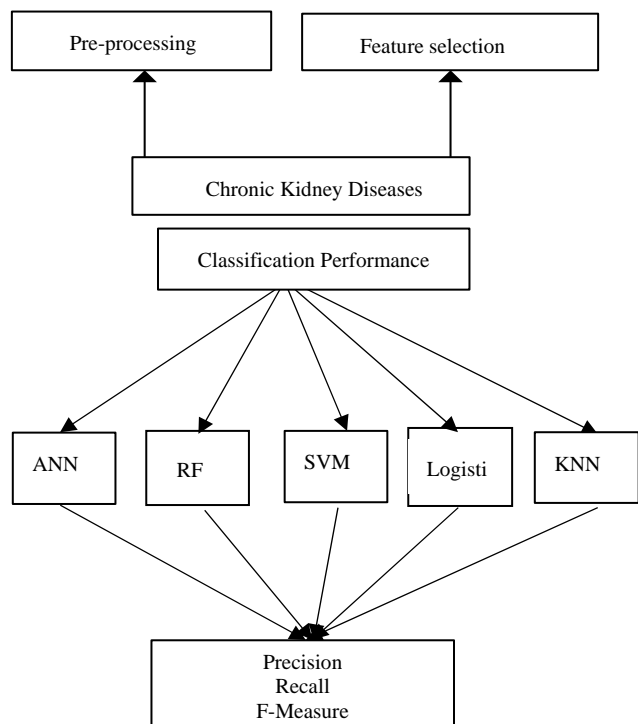 Pre-processing
Feature selection
Chronic Kidney Diseases
Classification Performance
ANN
RF
SVM
Logisti
KNN
Precision
Recall
F-Measure